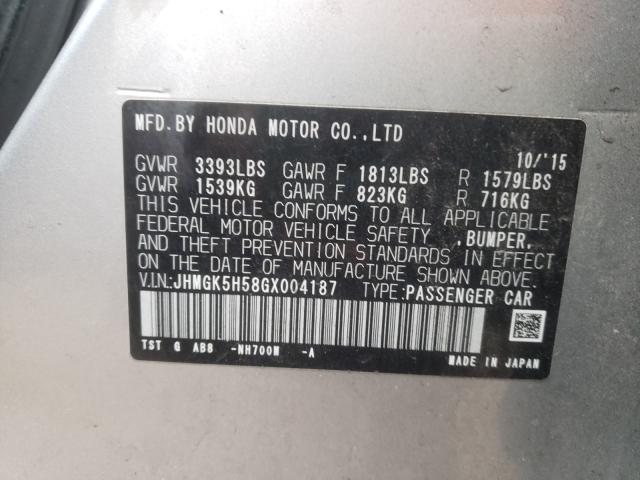 MFD.BY HONDA MOTOR CO.,LTD
10/'15
GVWR 3393LBS GAWR F 1813LBS R 1579LBS
GVWR 1539KG GAWR F 823KG R 716KG
THIS VEHICLE CONFORMS TO ALL APPLICABLE
FEDERAL MOTOR VEHICLE SAFETY ,BUMPER,
AND THEFT PREVENTION STANDARDS IN EFFECT
ON THE DATE OF MANUFACTURE SHOWN ABOVE.
V.IN:JHMGK5H58GX004187 TYPE:PASSENGER CAR
TST G AB8 -NH700M -A
MADE IN JAPAN